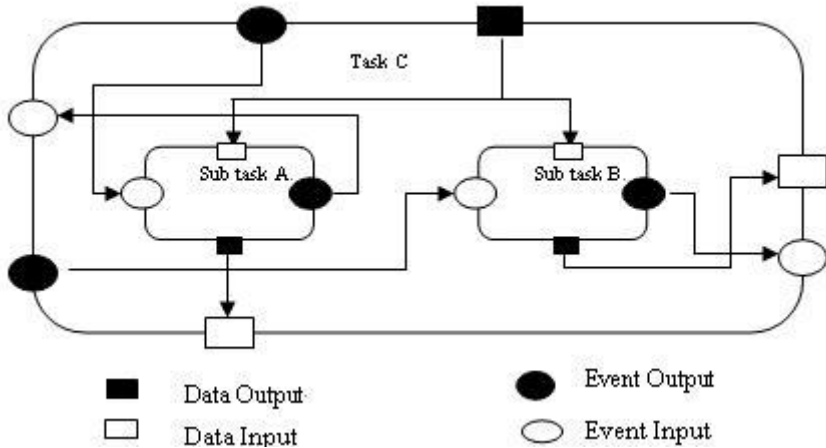 Task C
Sub task A
Sub task B
Data Output
Event Output
Data Input
Event Input